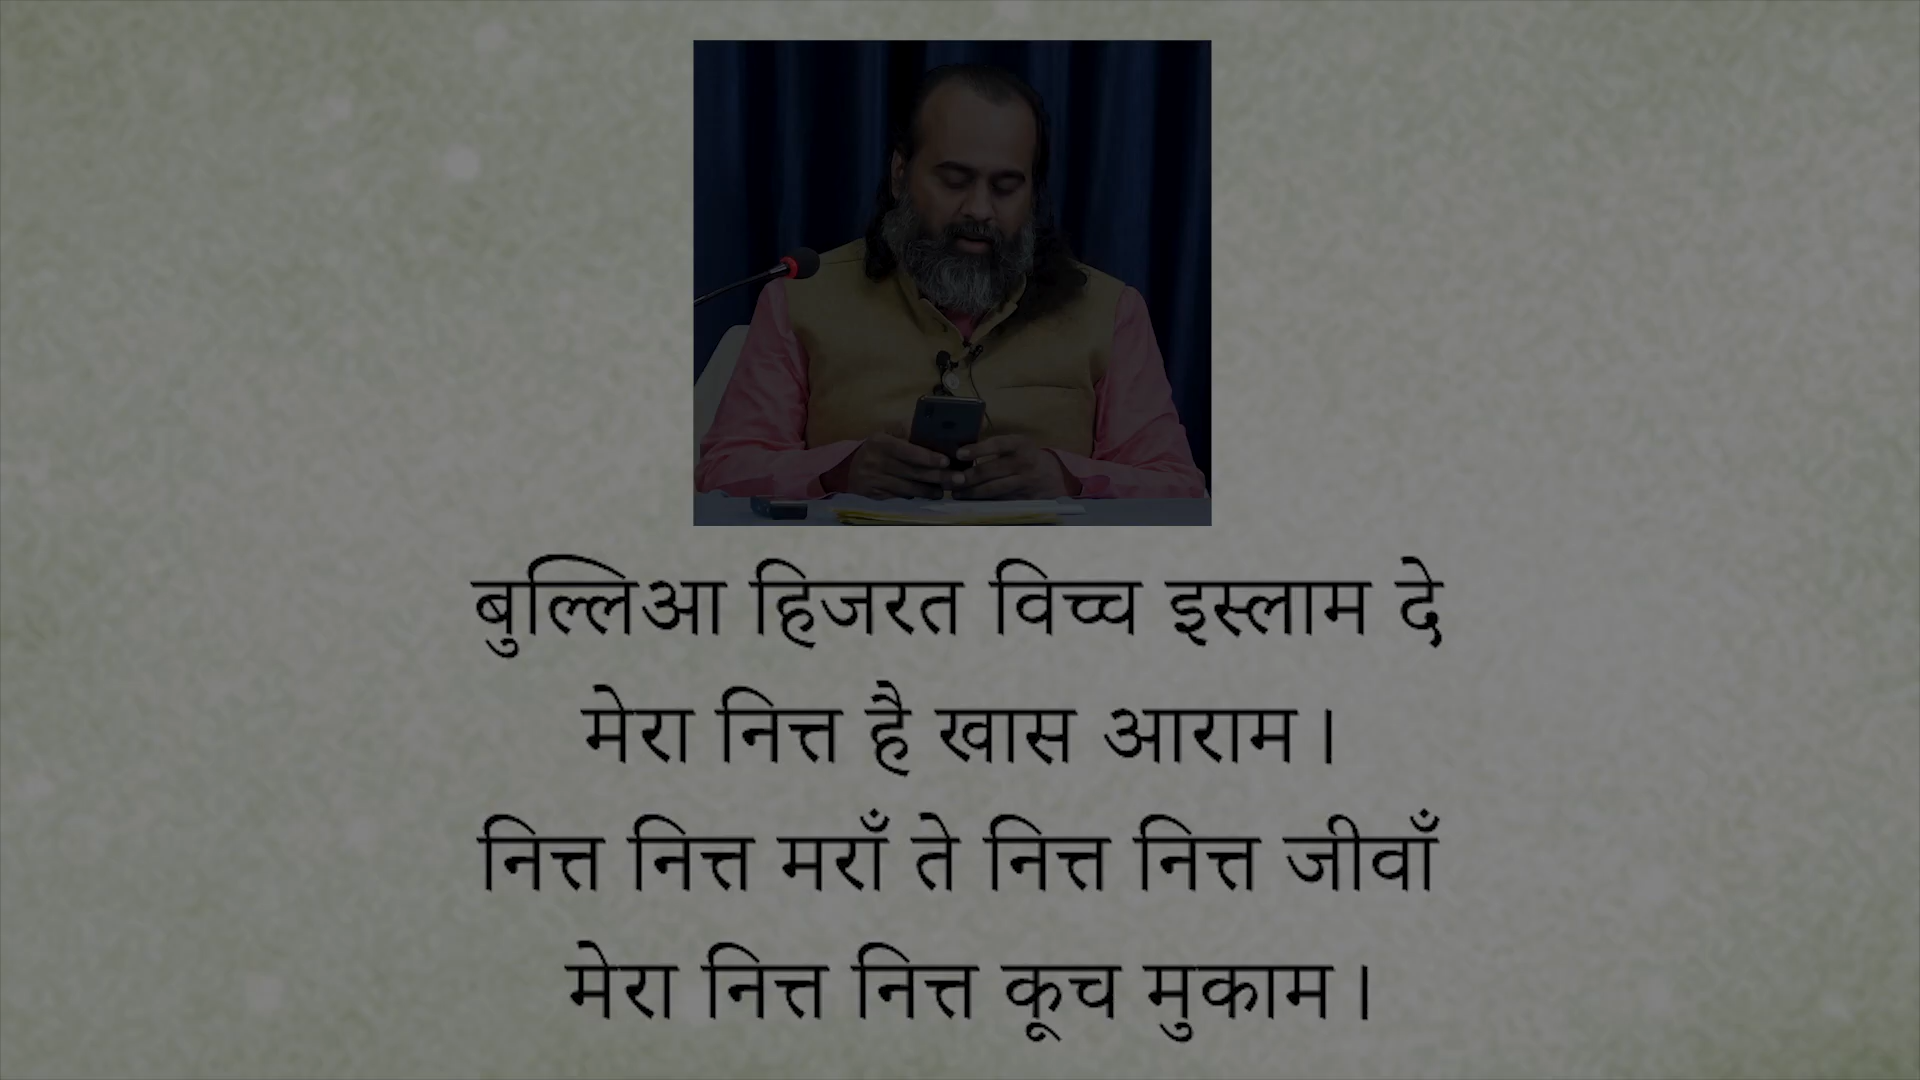 बुल्लिआ हिजरत विच्च इस्लाम दे
मेरा नित्त है खास आराम।
नित्त नित्त मराँ ते नित्त नित्त जीवाँ
मेरा नित्त नित्त कूच मुकाम।